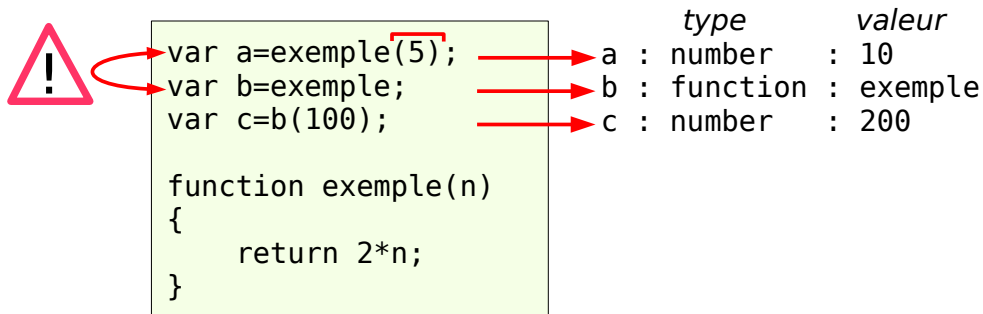 type valeur
var a=exemple(5); a : number : 10
var b=exemple; b : function : exemple
var c=b(100); c : number : 200
function exemple(n)
{
return 2*n;
}
!